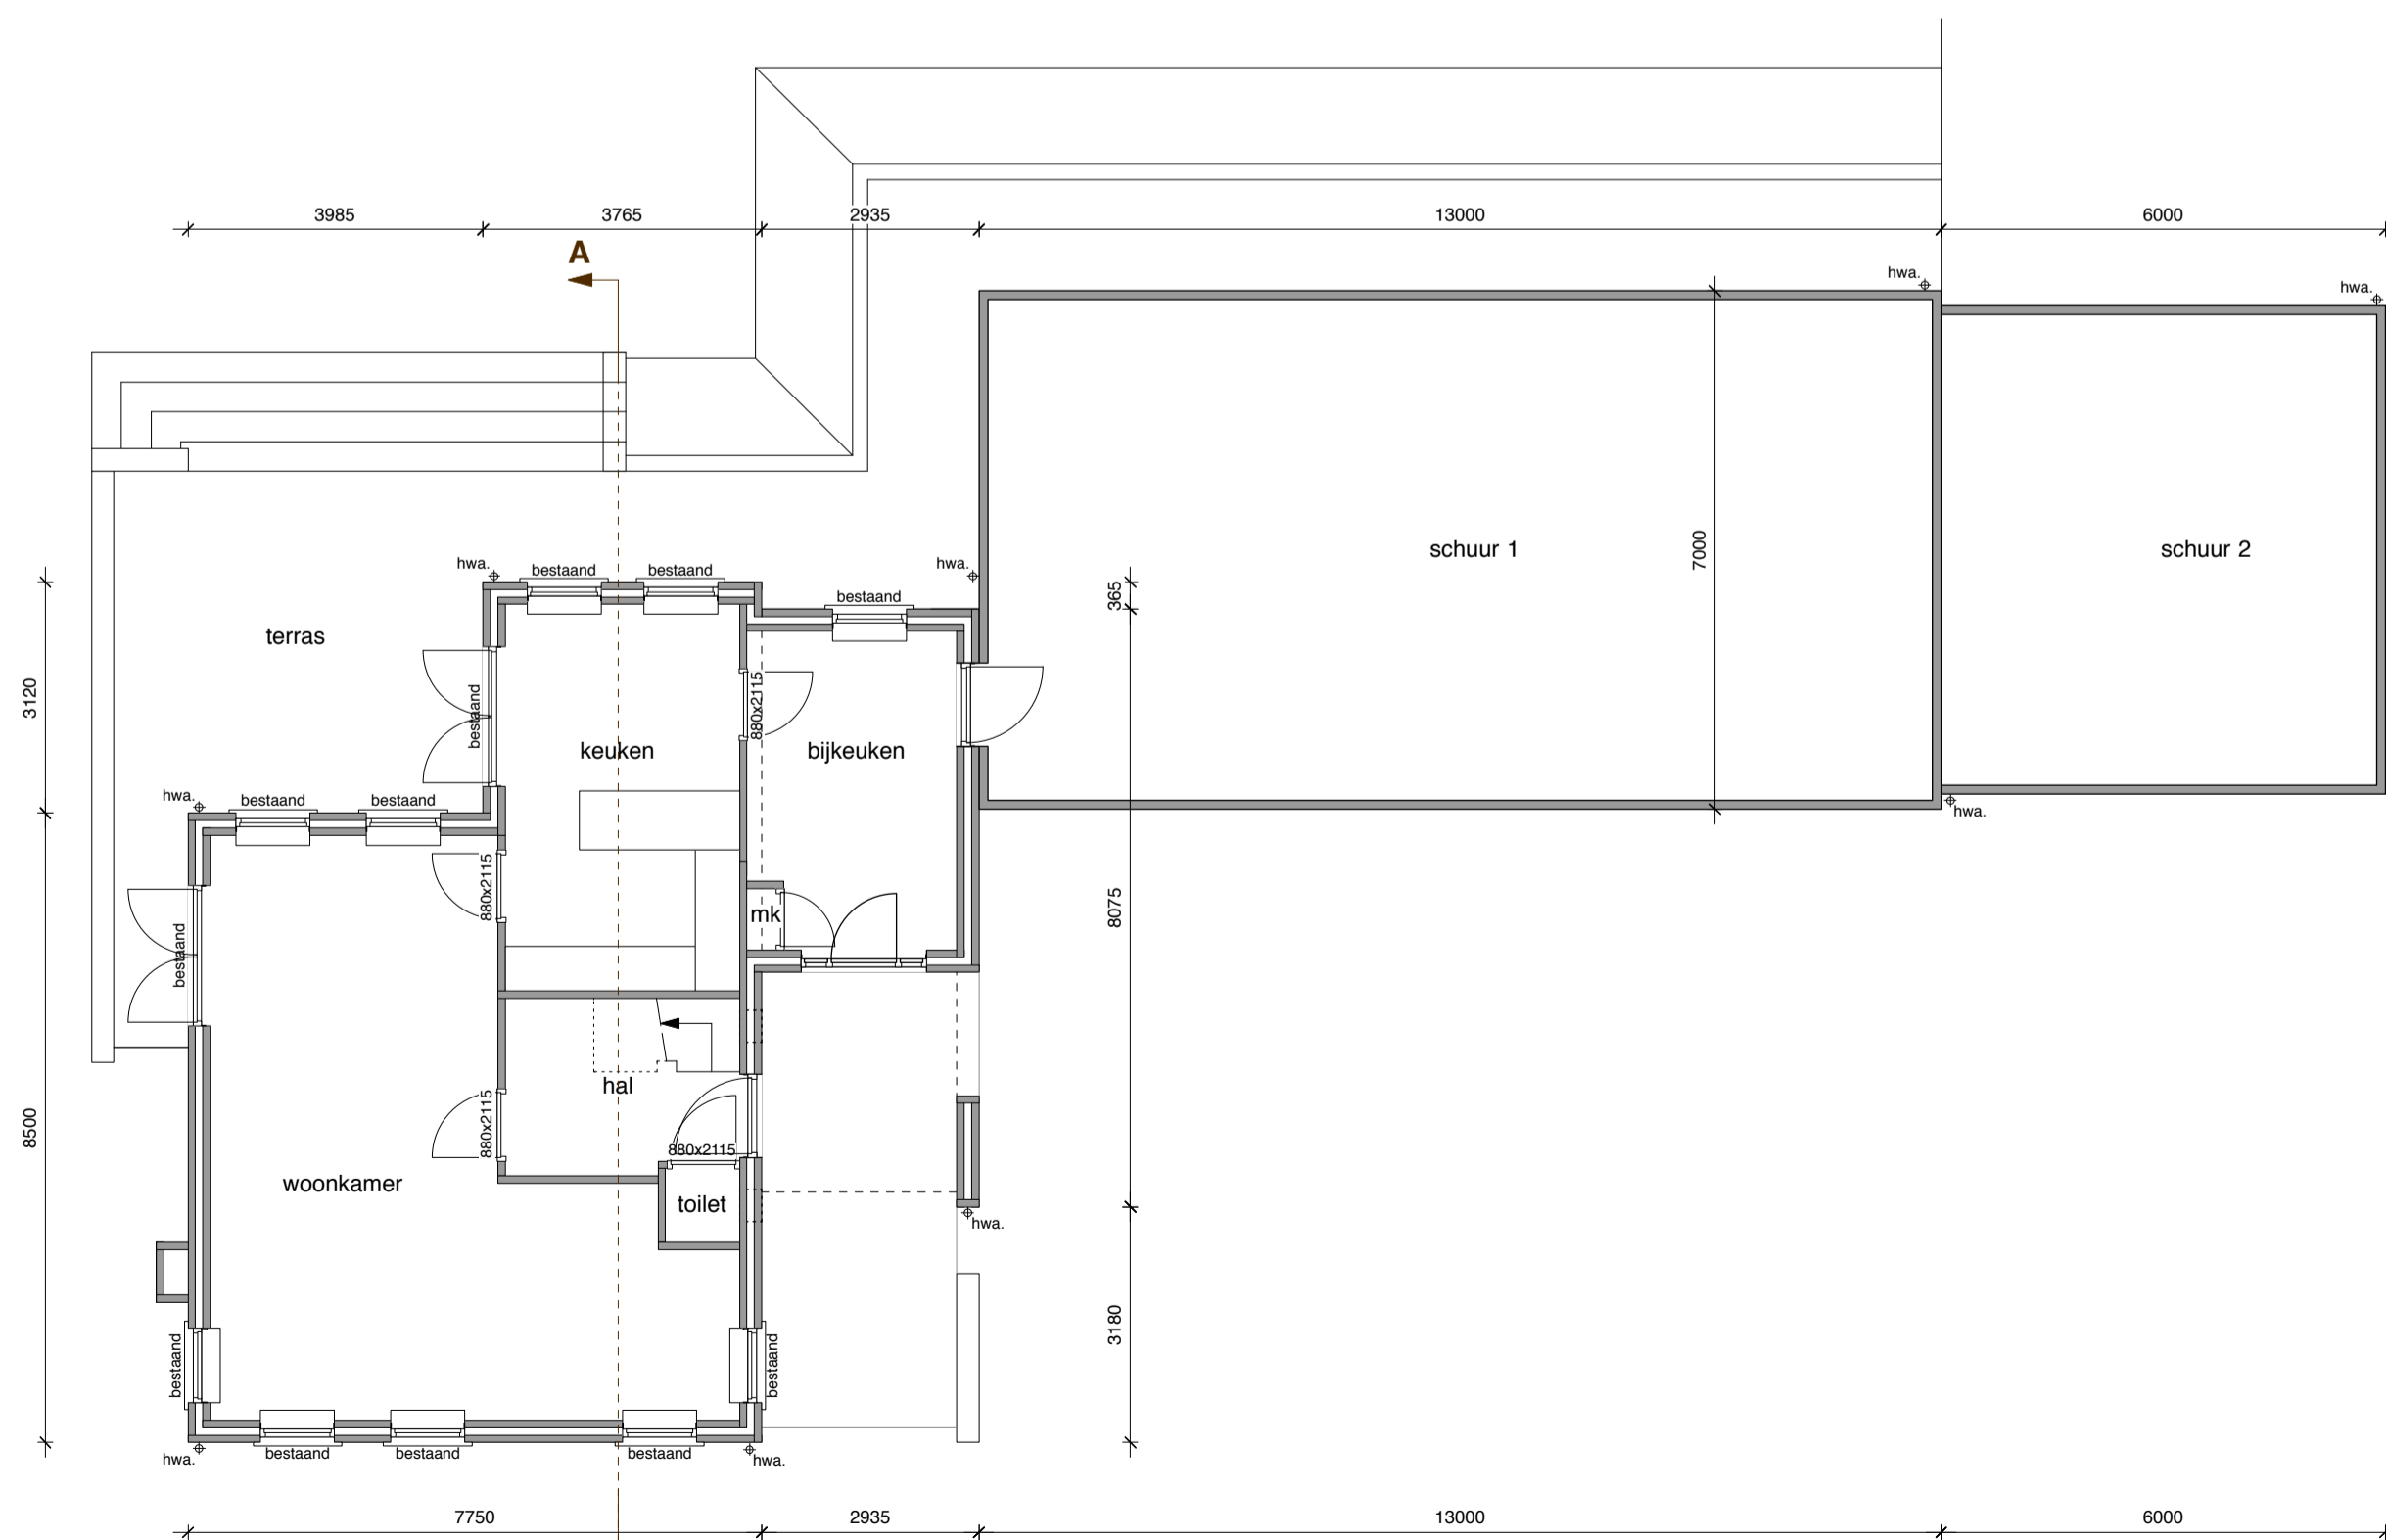 3985 3765 2935 13000 6000
A
hwa.
hwa.
hwa. bestaand bestaand hwa.
bestaand
365
7000
schuur 1
schuur 2
terras
3120
bestaand
880x2115
keuken
bijkeuken
hwa. bestaand bestaand
hwa.
880x2115
8075
mk
bestaand
hal
8500
880x2115
880x2115
woonkamer
toilet
hwa.
3180
bestaand
bestaand
hwa. bestaand bestaand bestaand hwa.
7750 2935 13000 6000